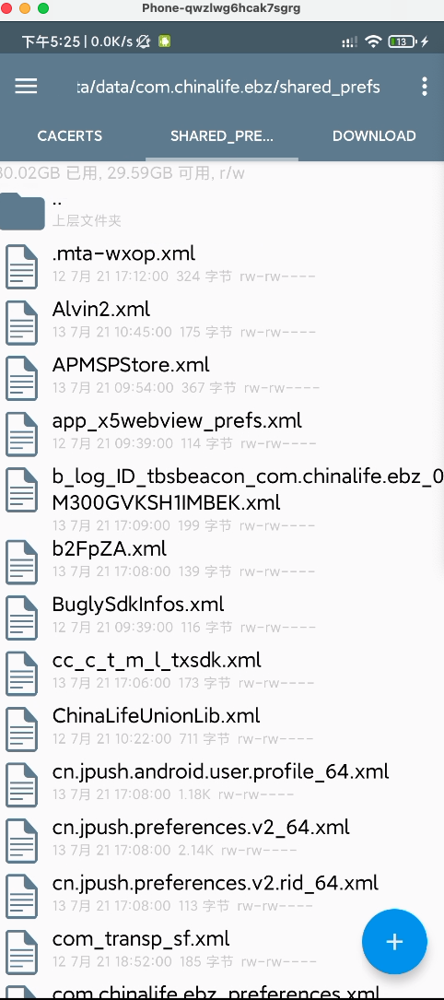 Phone-qwzlwg6hcak7sgrg
下午5:25 | 0.0K/s
13
ta/data/com.chinalife.ebz/shared_prefs
CACERTS
SHARED_PRE...
DOWNLOAD
30.02GB 已用, 29.59GB 可用, r/w
..
上层文件夹
.mta-wxop.xml
12 7月 21 17:12:00 324 字节 rw-rw----
Alvin2.xml
13 7月 21 10:45:00 175 字节 rw-rw----
APMSPStore.xml
13 7月 21 09:54:00 367 字节 rw-rw----
app_x5webview_prefs.xml
12 7月 21 09:39:00 114 字节 rw-rw----
b_log_ID_tbsbeacon_com.chinalife.ebz_0
M300GVKSH1IMBEK.xml
13 7月 21 17:09:00 199 字节 rw-rw----
b2FpZA.xml
13 7月 21 17:08:00 139 字节 rw-rw----
BuglySdkInfos.xml
12 7月 21 09:39:00 116 字节 rw-rw----
cc_c_t_m_l_txsdk.xml
13 7月 21 17:06:00 173 字节 rw-rw----
ChinaLifeUnionLib.xml
12 7月 21 10:22:00 711 字节 rw-rw----
cn.jpush.android.user.profile_64.xml
13 7月 21 17:08:00 1.18K rw-rw----
cn.jpush.preferences.v2_64.xml
13 7月 21 17:08:00 2.14K rw-rw----
cn.jpush.preferences.v2.rid_64.xml
13 7月 21 17:08:00 113 字节 rw-rw----
com_transp_sf.xml
12 7月 21 18:52:00 185 字节 rw-rw----
com.chinalife.ebz_preferences.xml